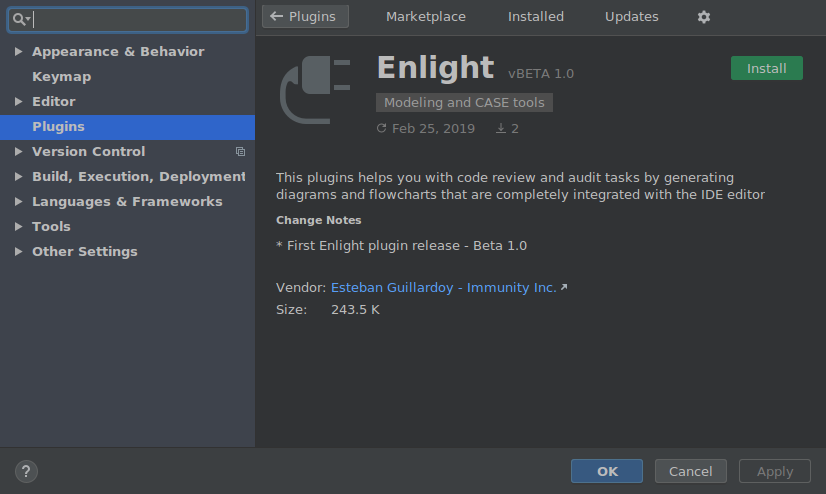 Appearance & Behavior
Keymap
Editor
Plugins
Version Control
Build, Execution, Deployment
Languages & Frameworks
Tools
Other Settings
Plugins
Marketplace
Installed
Updates
Enlight vBETA 1.0
Install
Modeling and CASE tools
Feb 25, 2019 2
This plugins helps you with code review and audit tasks by generating
diagrams and flowcharts that are completely integrated with the IDE editor
Change Notes
* First Enlight plugin release - Beta 1.0
Vendor: Esteban Guillardoy - Immunity Inc.
Size: 243.5 K
?
OK
Cancel
Apply